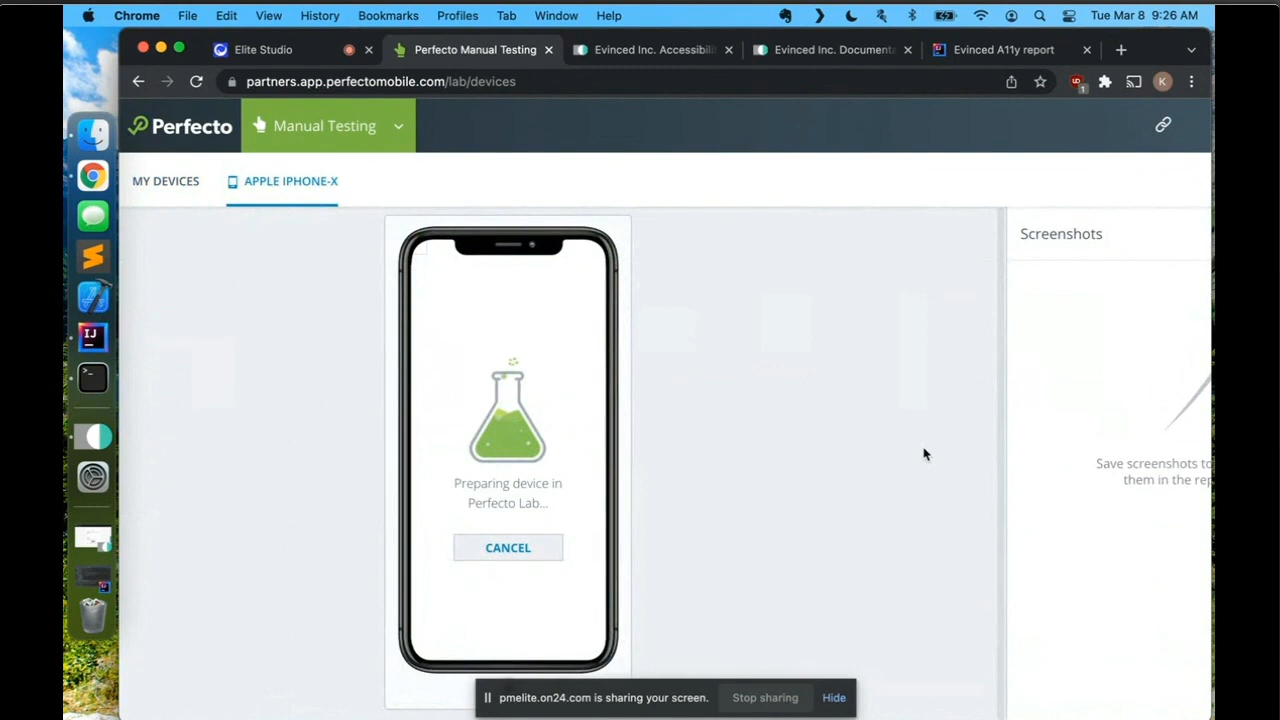 Chrome File Edit View History Bookmarks Profiles Tab Window Help Tue Mar 8 9:26 AM
Elite Studio Perfecto Manual Testing Evinced Inc. Accessibili Evinced Inc. Documenta Evinced A11y report
partners.app.perfectomobile.com/lab/devices 1 K
Perfecto Manual Testing
MY DEVICES APPLE IPHONE-X
Screenshots
IJ
>_
Preparing device in
Perfecto Lab...
CANCEL
Save screenshots to
them in the rep
pmelite.on24.com is sharing your screen. Stop sharing Hide